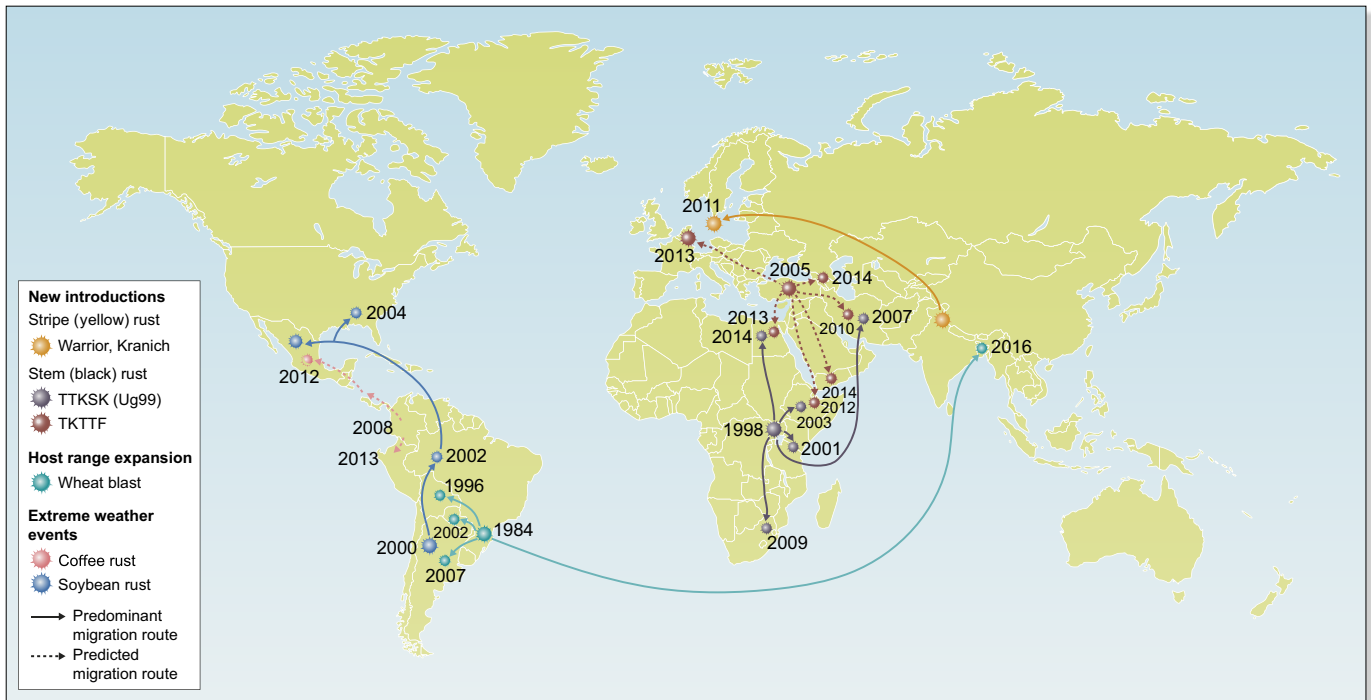 New introductions
Stripe (yellow) rust
Warrior, Kranich
Stem (black) rust
TTKSK (Ug99)
TKTTF
Host range expansion
Wheat blast
Extreme weather
events
Coffee rust
Soybean rust
Predominant
migration route
Predicted
migration route
2004
2012
2008
2013
2002
1996
2002
1984
2000
2007
2011
2013
2005
2014
2013
2014
2010
2007
2014
2012
2003
1998
2001
2009
2016